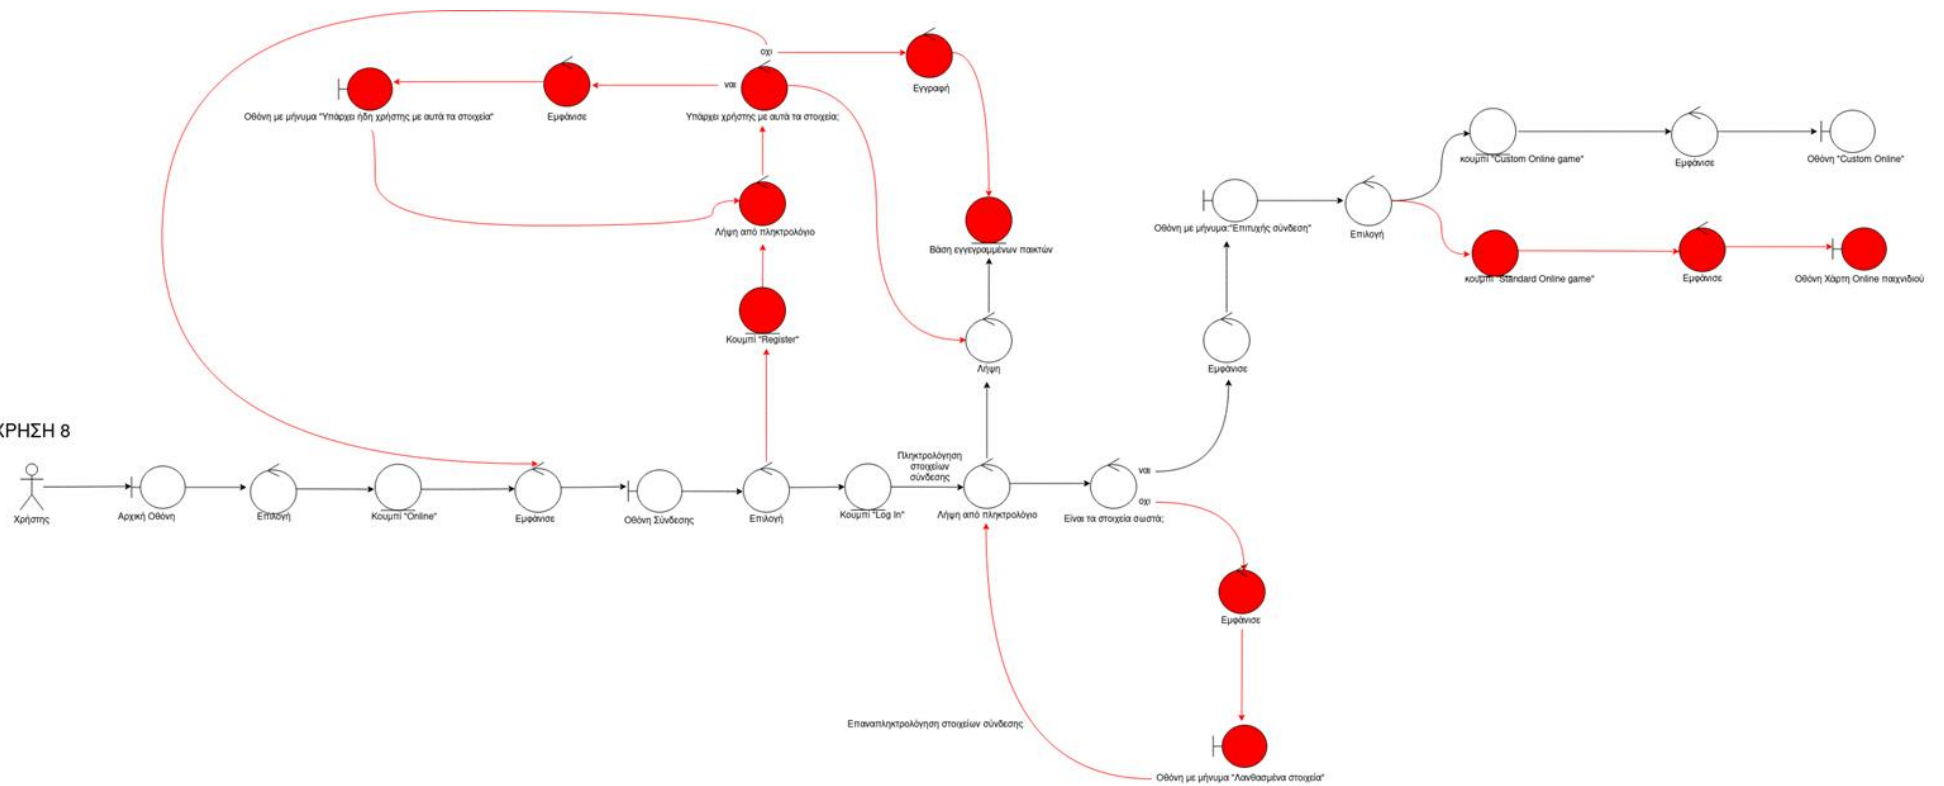 οχι
ναι
Εγγραφή
Οθόνη με μήνυμα "Υπάρχει ήδη χρήστης με αυτά τα στοιχεία"
Εμφάνισε
Υπάρχει χρήστης με αυτά τα στοιχεία;
κουμπί "Custom Online game"
Εμφάνισε
Οθόνη "Custom Online"
Λήψη από πληκτρολόγιο
Βάση εγγεγραμμένων παικτών
Οθόνη με μήνυμα:"Επιτυχής σύνδεση"
Επιλογή
κουμπί "Standard Online game"
Εμφάνισε
Οθόνη Χάρτη Online παιχνιδιού
Κουμπί "Register"
Λήψη
Εμφάνισε
ΧΡΗΣΗ 8
Πληκτρολόγηση
στοιχείων
σύνδεσης
ναι
οχι
Χρήστης
Αρχική Οθόνη
Επιλογή
Κουμπί "Online"
Εμφάνισε
Οθόνη Σύνδεσης
Επιλογή
Κουμπί "Log In"
Λήψη από πληκτρολόγιο
Είναι τα στοιχεία σωστά;
Εμφάνισε
Επαναπληκτρολόγηση στοιχείων σύνδεσης
Οθόνη με μήνυμα "Λανθασμένα στοιχεία"